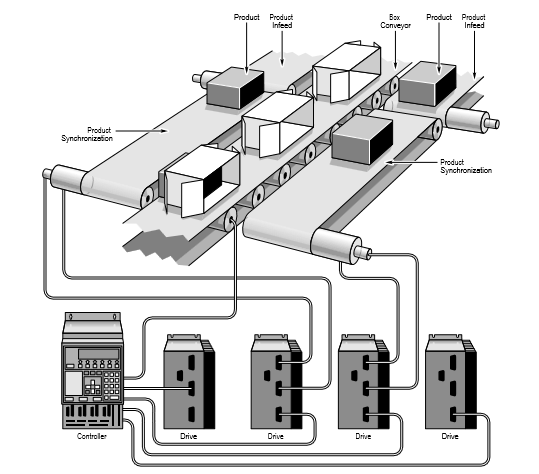 Product
Product
Infeed
Box
Conveyor
Product
Product
Infeed
Product
Synchronization
Product
Synchronization
Controller
Drive
Drive
Drive
Drive